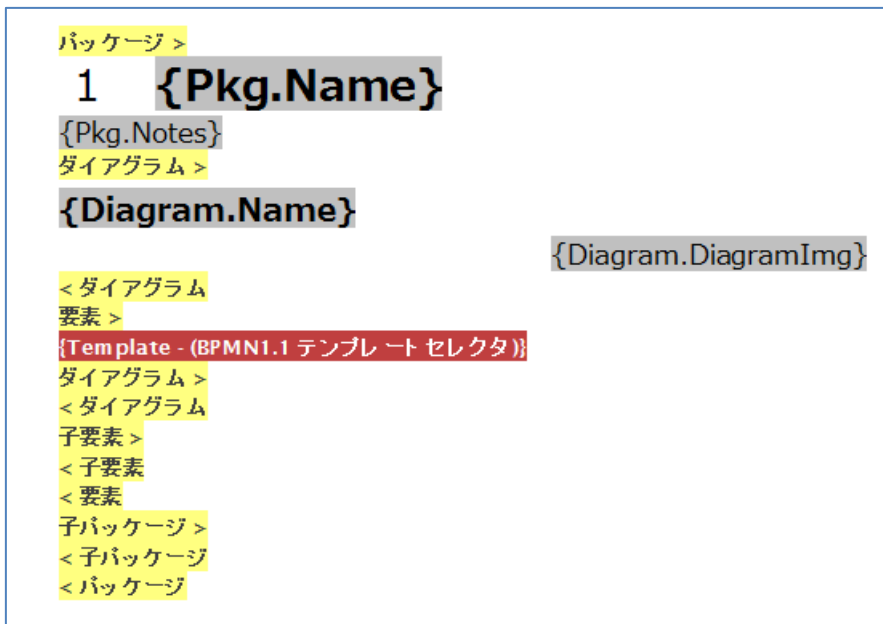 パッケージ >
1 {Pkg.Name}
{Pkg.Notes}
ダイアグラム >
{Diagram.Name}
{Diagram.DiagramImg}
< ダイアグラム
要素 >
{Template - (BPMN1.1 テンプレート セレクタ)}
ダイアグラム >
< ダイアグラム
子要素 >
< 子要素
< 要素
子パッケージ >
< 子パッケージ
< パッケージ